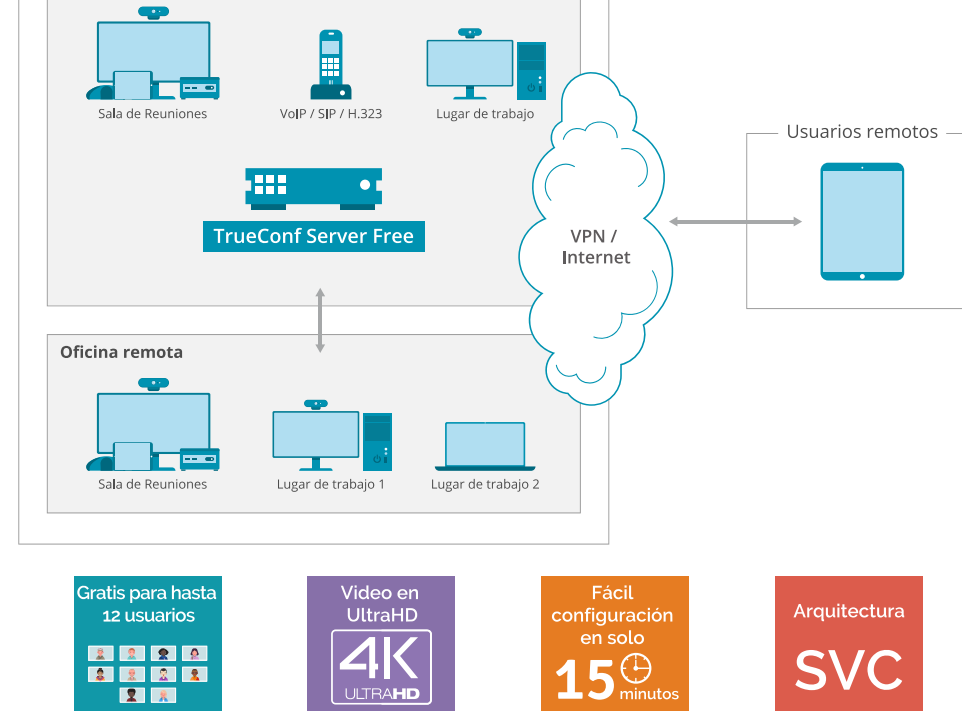 Sala de Reuniones
VoIP / SIP / H.323
Lugar de trabajo
Usuarios remotos
TrueConf Server Free
VPN /
Internet
Oficina remota
Sala de Reuniones
Lugar de trabajo 1
Lugar de trabajo 2
Gratis para hasta
12 usuarios
Video en
UltraHD
4K
ULTRAHD
Fácil
configuración
en solo
15
minutos
Arquitectura
SVC